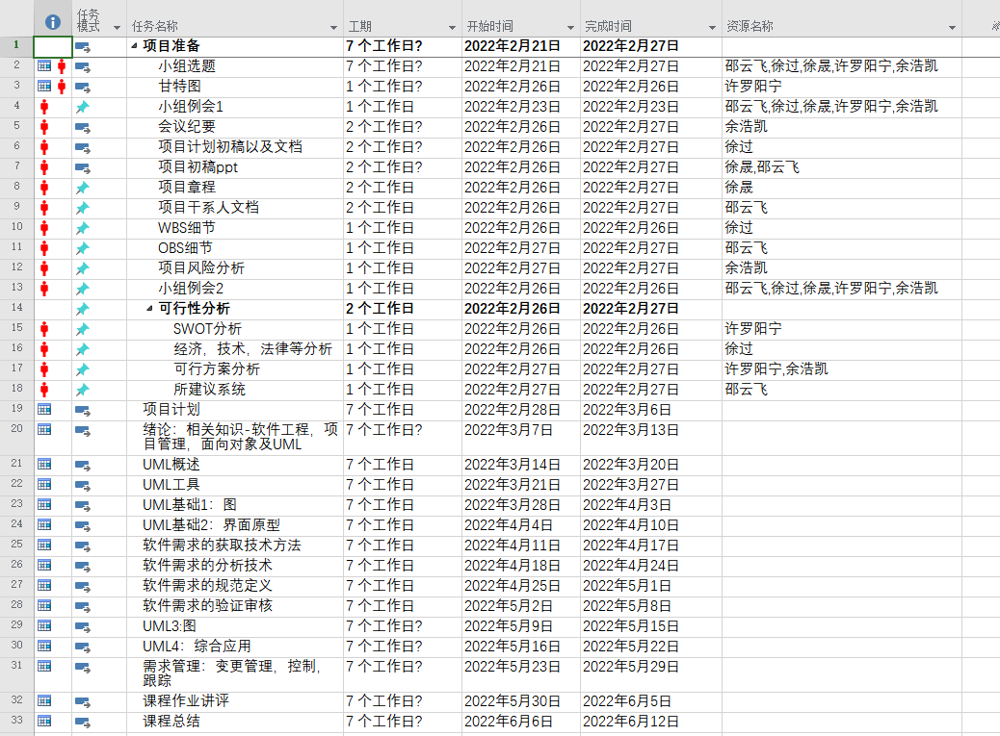 任务
模式 任务名称 工期 开始时间 完成时间 资源名称
1 项目准备 7 个工作日? 2022年2月21日 2022年2月27日
2 小组选题 7 个工作日? 2022年2月21日 2022年2月27日 邵云飞,徐过,徐晟,许罗阳宁,余浩凯
3 甘特图 1 个工作日? 2022年2月26日 2022年2月26日 许罗阳宁
4 小组例会1 1 个工作日 2022年2月23日 2022年2月23日 邵云飞,徐过,徐晟,许罗阳宁,余浩凯
5 会议纪要 2 个工作日? 2022年2月26日 2022年2月27日 余浩凯
6 项目计划初稿以及文档 2 个工作日? 2022年2月26日 2022年2月27日 徐过
7 项目初稿ppt 2 个工作日? 2022年2月26日 2022年2月27日 徐晟,邵云飞
8 项目章程 2 个工作日 2022年2月26日 2022年2月27日 徐晟
9 项目干系人文档 2 个工作日 2022年2月26日 2022年2月27日 邵云飞
10 WBS细节 1 个工作日 2022年2月26日 2022年2月26日 徐过
11 OBS细节 1 个工作日 2022年2月27日 2022年2月27日 邵云飞
12 项目风险分析 1 个工作日 2022年2月27日 2022年2月27日 余浩凯
13 小组例会2 1 个工作日 2022年2月26日 2022年2月26日 邵云飞,徐过,徐晟,许罗阳宁,余浩凯
14 可行性分析 2 个工作日 2022年2月26日 2022年2月27日
15 SWOT分析 1 个工作日 2022年2月26日 2022年2月26日 许罗阳宁
16 经济，技术，法律等分析 1 个工作日 2022年2月26日 2022年2月26日 徐过
17 可行方案分析 1 个工作日 2022年2月27日 2022年2月27日 许罗阳宁,余浩凯
18 所建议系统 1 个工作日 2022年2月27日 2022年2月27日 邵云飞
19 项目计划 7 个工作日 2022年2月28日 2022年3月6日
20 绪论：相关知识-软件工程，项 7 个工作日? 2022年3月7日 2022年3月13日
目管理，面向对象及UML
21 UML概述 7 个工作日 2022年3月14日 2022年3月20日
22 UML工具 7 个工作日 2022年3月21日 2022年3月27日
23 UML基础1：图 7 个工作日 2022年3月28日 2022年4月3日
24 UML基础2：界面原型 7 个工作日 2022年4月4日 2022年4月10日
25 软件需求的获取技术方法 7 个工作日 2022年4月11日 2022年4月17日
26 软件需求的分析技术 7 个工作日 2022年4月18日 2022年4月24日
27 软件需求的规范定义 7 个工作日 2022年4月25日 2022年5月1日
28 软件需求的验证审核 7 个工作日 2022年5月2日 2022年5月8日
29 UML3:图 7 个工作日? 2022年5月9日 2022年5月15日
30 UML4：综合应用 7 个工作日? 2022年5月16日 2022年5月22日
31 需求管理：变更管理，控制， 7 个工作日? 2022年5月23日 2022年5月29日
跟踪
32 课程作业讲评 7 个工作日? 2022年5月30日 2022年6月5日
33 课程总结 7 个工作日? 2022年6月6日 2022年6月12日